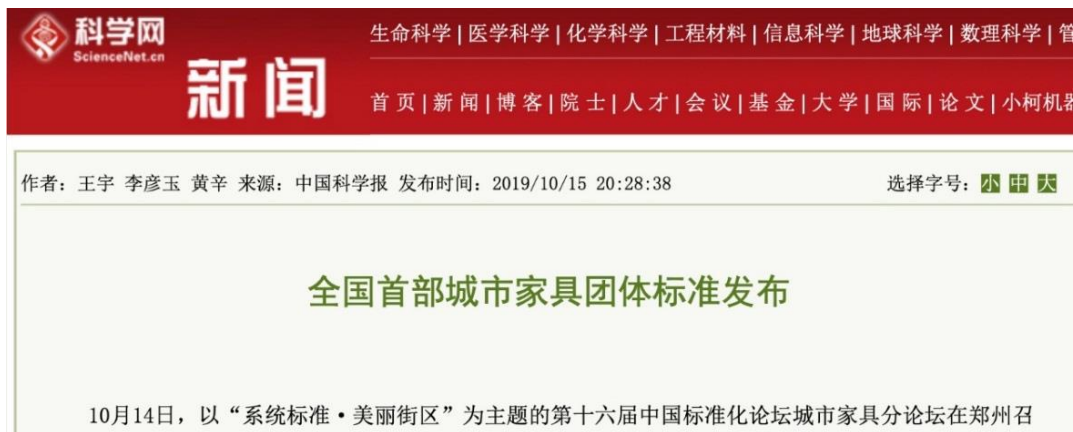 科学网
ScienceNet.cn
新闻
生命科学|医学科学|化学科学|工程材料|信息科学|地球科学|数理科学|管
首页|新闻|博客|院士|人才|会议|基金|大学|国际|论文|小柯机器
作者：王宇 李彦玉 黄辛 来源：中国科学报 发布时间：2019/10/15 20:28:38
选择字号：小 中 大
全国首部城市家具团体标准发布
10月14日，以“系统标准·美丽街区”为主题的第十六届中国标准化论坛城市家具分论坛在郑州召